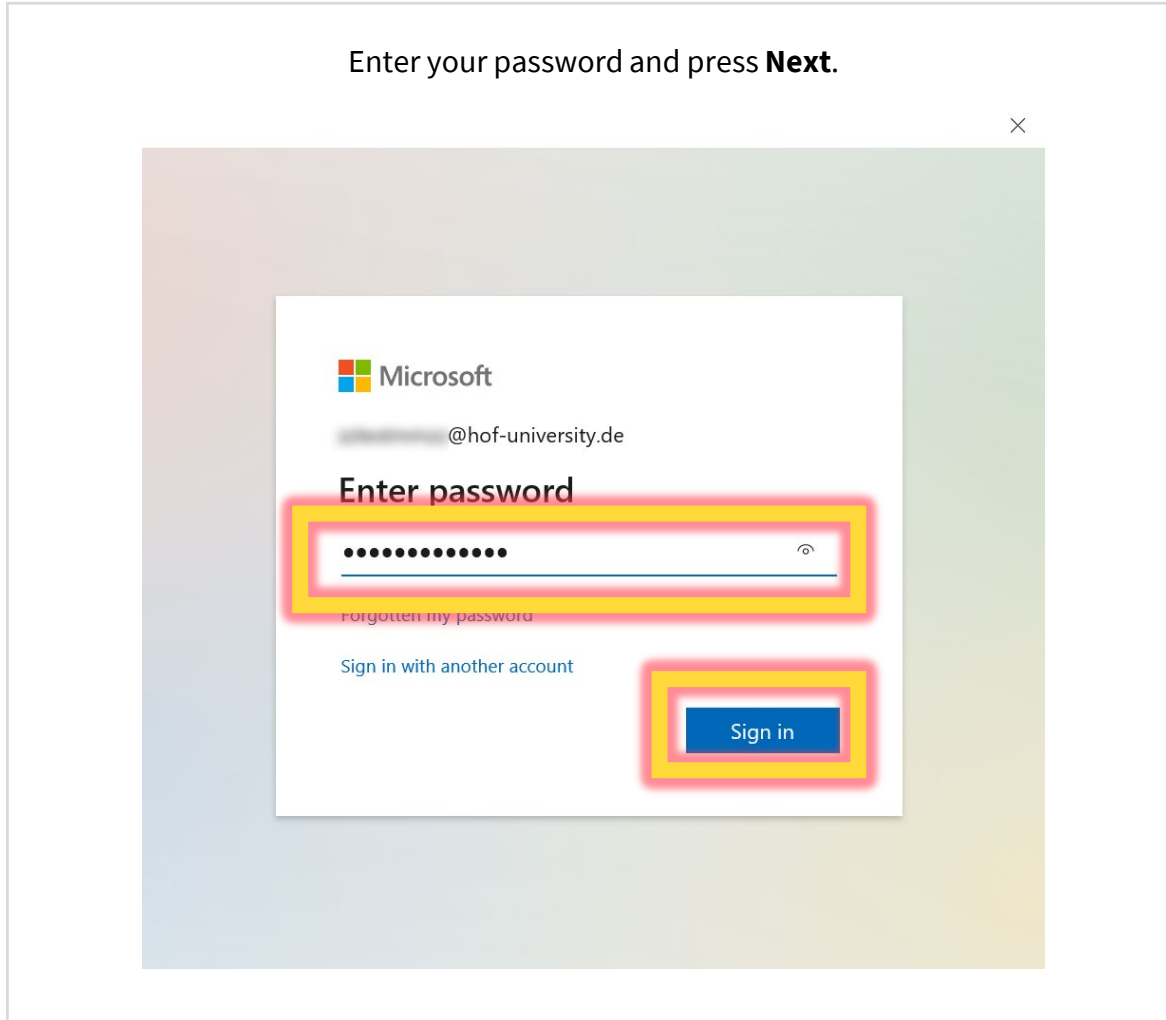 Enter your password and press Next.
Microsoft
@hof-university.de
Enter password
Forgotten my password
Sign in with another account
Sign in